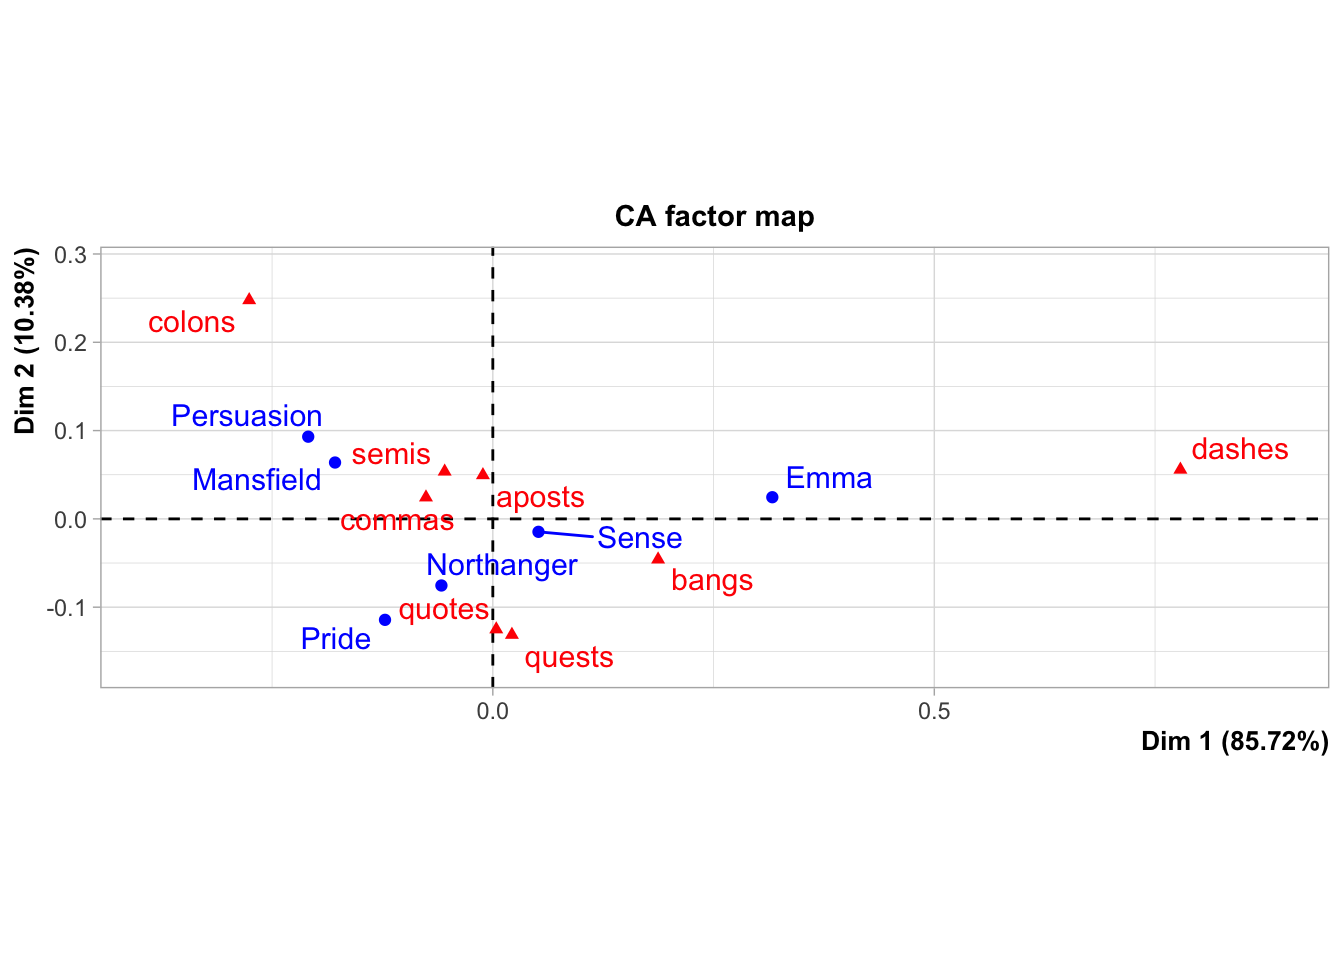 CA factor map
Dim 2 (10.38%)
0.3
0.2
0.1
0.0
-0.1
colons
Persuasion
semis
Mansfield
aposts
commas
Emma
dashes
Sense
Northanger
bangs
quotes
Pride
quests
0.0
0.5
Dim 1 (85.72%)